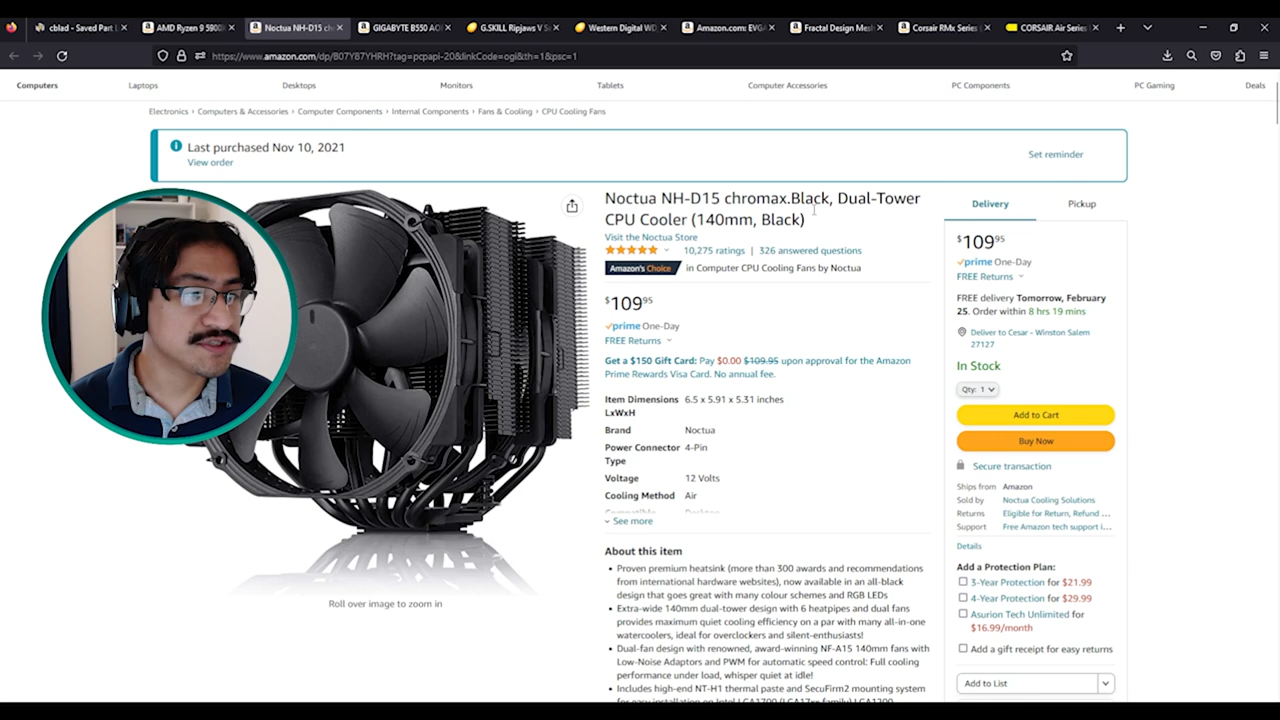 cblad - Saved Part L
AMD Ryzen 9 5900X
Noctua NH-D15 chr
GIGABYTE B550 AO
G.SKILL Ripjaws V Se
Western Digital WD
Amazon.com: EVGA
Fractal Design Mesh
Corsair RMx Series
CORSAIR Air Series
https://www.amazon.com/dp/B07Y87YHRH?tag=pcpapi-20&linkCode=ogi&th=1&psc=1
Computers
Laptops
Desktops
Monitors
Tablets
Computer Accessories
PC Components
PC Gaming
Deals
Electronics › Computers & Accessories › Computer Components › Internal Components › Fans & Cooling › CPU Cooling Fans
Last purchased Nov 10, 2021
View order
Set reminder
Noctua NH-D15 chromax.Black, Dual-Tower
CPU Cooler (140mm, Black)
Visit the Noctua Store
10,275 ratings | 326 answered questions
Amazon's Choice in Computer CPU Cooling Fans by Noctua
$10995
prime One-Day
FREE Returns
Get a $150 Gift Card: Pay $0.00 $109.95 upon approval for the Amazon
Prime Rewards Visa Card. No annual fee.
Item Dimensions 6.5 x 5.91 x 5.31 inches
LxWxH
Brand Noctua
Power Connector 4-Pin
Type
Voltage 12 Volts
Cooling Method Air
See more
About this item
• Proven premium heatsink (more than 300 awards and recommendations
from international hardware websites), now available in an all-black
design that goes great with many colour schemes and RGB LEDs
• Extra-wide 140mm dual-tower design with 6 heatpipes and dual fans
provides maximum quiet cooling efficiency on a par with many all-in-one
watercoolers, ideal for overclockers and silent-enthusiasts!
• Dual-fan design with renowned, award-winning NF-A15 140mm fans with
Low-Noise Adaptors and PWM for automatic speed control: Full cooling
performance under load, whisper quiet at idle!
• Includes high-end NT-H1 thermal paste and SecuFirm2 mounting system
for easy installation on Intel LGA1700 (LGA17xx family) LGA1200
Roll over image to zoom in
Delivery
Pickup
$10995
prime One-Day
FREE Returns
FREE delivery Tomorrow, February
25. Order within 8 hrs 19 mins
Deliver to Cesar - Winston Salem
27127
In Stock
Qty: 1
Add to Cart
Buy Now
Secure transaction
Ships from Amazon
Sold by Noctua Cooling Solutions
Returns Eligible for Return, Refund ...
Support Free Amazon tech support i...
Details
Add a Protection Plan:
3-Year Protection for $21.99
4-Year Protection for $29.99
Asurion Tech Unlimited for
$16.99/month
Add a gift receipt for easy returns
Add to List